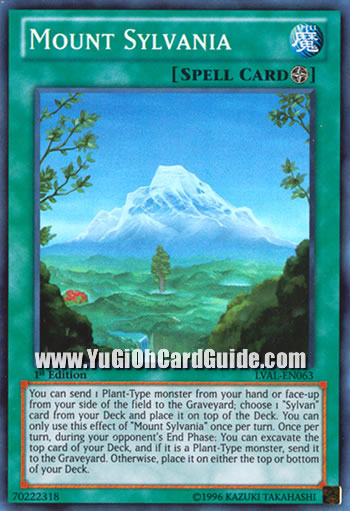 Mount Sylvania
魔
[Spell Card]
www.YuGiOhCardGuide.com
1st Edition
LVAL-EN063
You can send 1 Plant-Type monster from your hand or face-up
from your side of the field to the Graveyard; choose 1 "Sylvan"
card from your Deck and place it on top of the Deck. You can
only use this effect of "Mount Sylvania" once per turn. Once per
turn, during your opponent's End Phase: You can excavate the
top card of your Deck, and if it is a Plant-Type monster, send it
to the Graveyard. Otherwise, place it on either the top or bottom
of your Deck.
70222318
©1996 KAZUKI TAKAHASHI